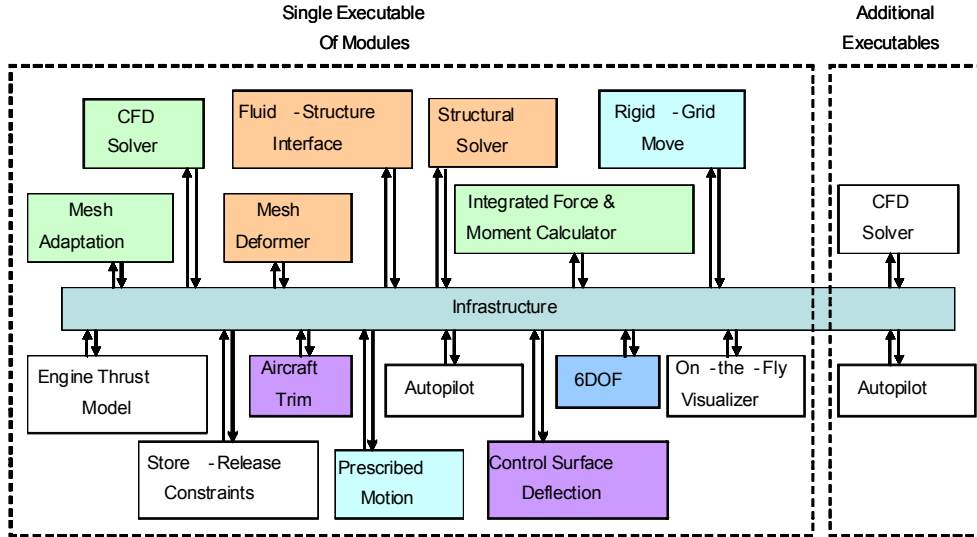 Single Executable
Of Modules
Additional
Executables
CFD
Solver
Fluid - Structure
Interface
Structural
Solver
Rigid - Grid
Move
Mesh
Adaptation
Mesh
Deformer
Integrated Force &
Moment Calculator
CFD
Solver
Infrastructure
Engine Thrust
Model
Aircraft
Trim
Autopilot
6DOF
On - the - Fly
Visualizer
Autopilot
Store - Release
Constraints
Prescribed
Motion
Control Surface
Deflection